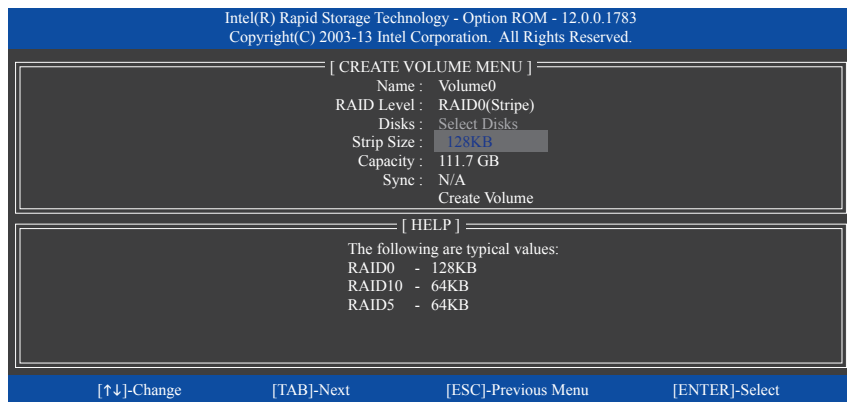 Intel(R) Rapid Storage Technology - Option ROM - 12.0.0.1783
Copyright(C) 2003-13 Intel Corporation. All Rights Reserved.
[ CREATE VOLUME MENU ]
Name : Volume0
RAID Level : RAID0(Stripe)
Disks : Select Disks
Strip Size : 128KB
Capacity : 111.7 GB
Sync : N/A
Create Volume
[ HELP ]
The following are typical values:
RAID0 - 128KB
RAID10 - 64KB
RAID5 - 64KB
[↑↓]-Change [TAB]-Next [ESC]-Previous Menu [ENTER]-Select